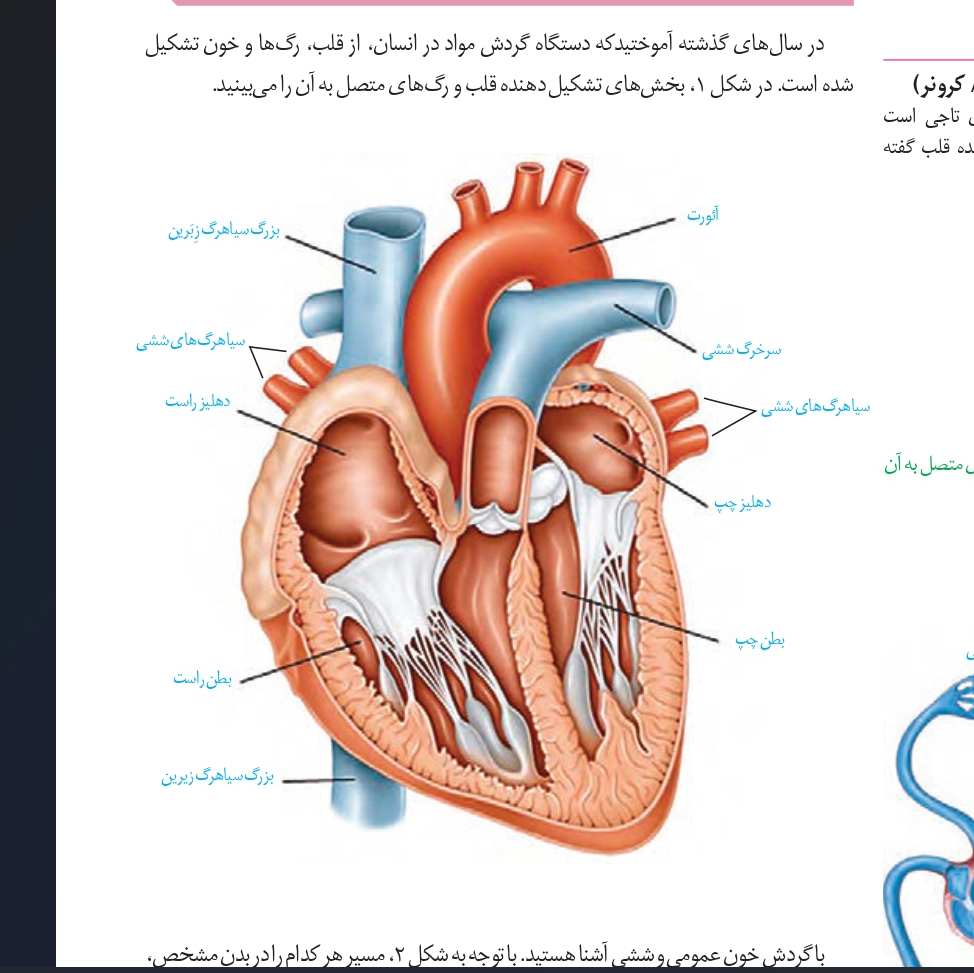 در سال‌های گذشته آموختیدکه دستگاه گردش مواد در انسان، از قلب، رگ‌ها و خون تشکیل
شده است. در شکل ۱، بخش‌های تشکیل‌دهنده قلب و رگ‌های متصل به آن را می‌بینید.
کرونر)
تاجی است
قلب گفته
آئورت
بزرگ سیاهرگ زِبَرین
سیاهرگ‌های ششی
سرخرگ ششی
دهلیز راست
سیاهرگ‌های ششی
متصل به آن
دهلیز چپ
بطن چپ
بطن راست
بزرگ سیاهرگ زیرین
با گردش خون عمومی و ششی آشنا هستید. با توجه به شکل ۲، مسیر هر کدام را در بدن مشخص،